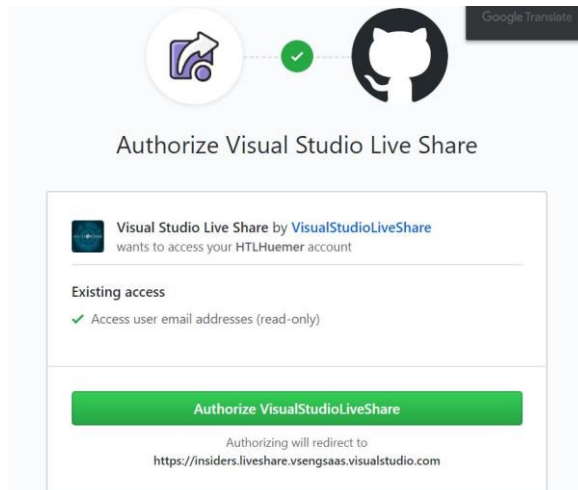 Google Translate
Authorize Visual Studio Live Share
Visual Studio Live Share by VisualStudioLiveShare
wants to access your HTLHuemer account
Existing access
Access user email addresses (read-only)
Authorize VisualStudioLiveShare
Authorizing will redirect to
https://insiders.liveshare.vsengsaas.visualstudio.com